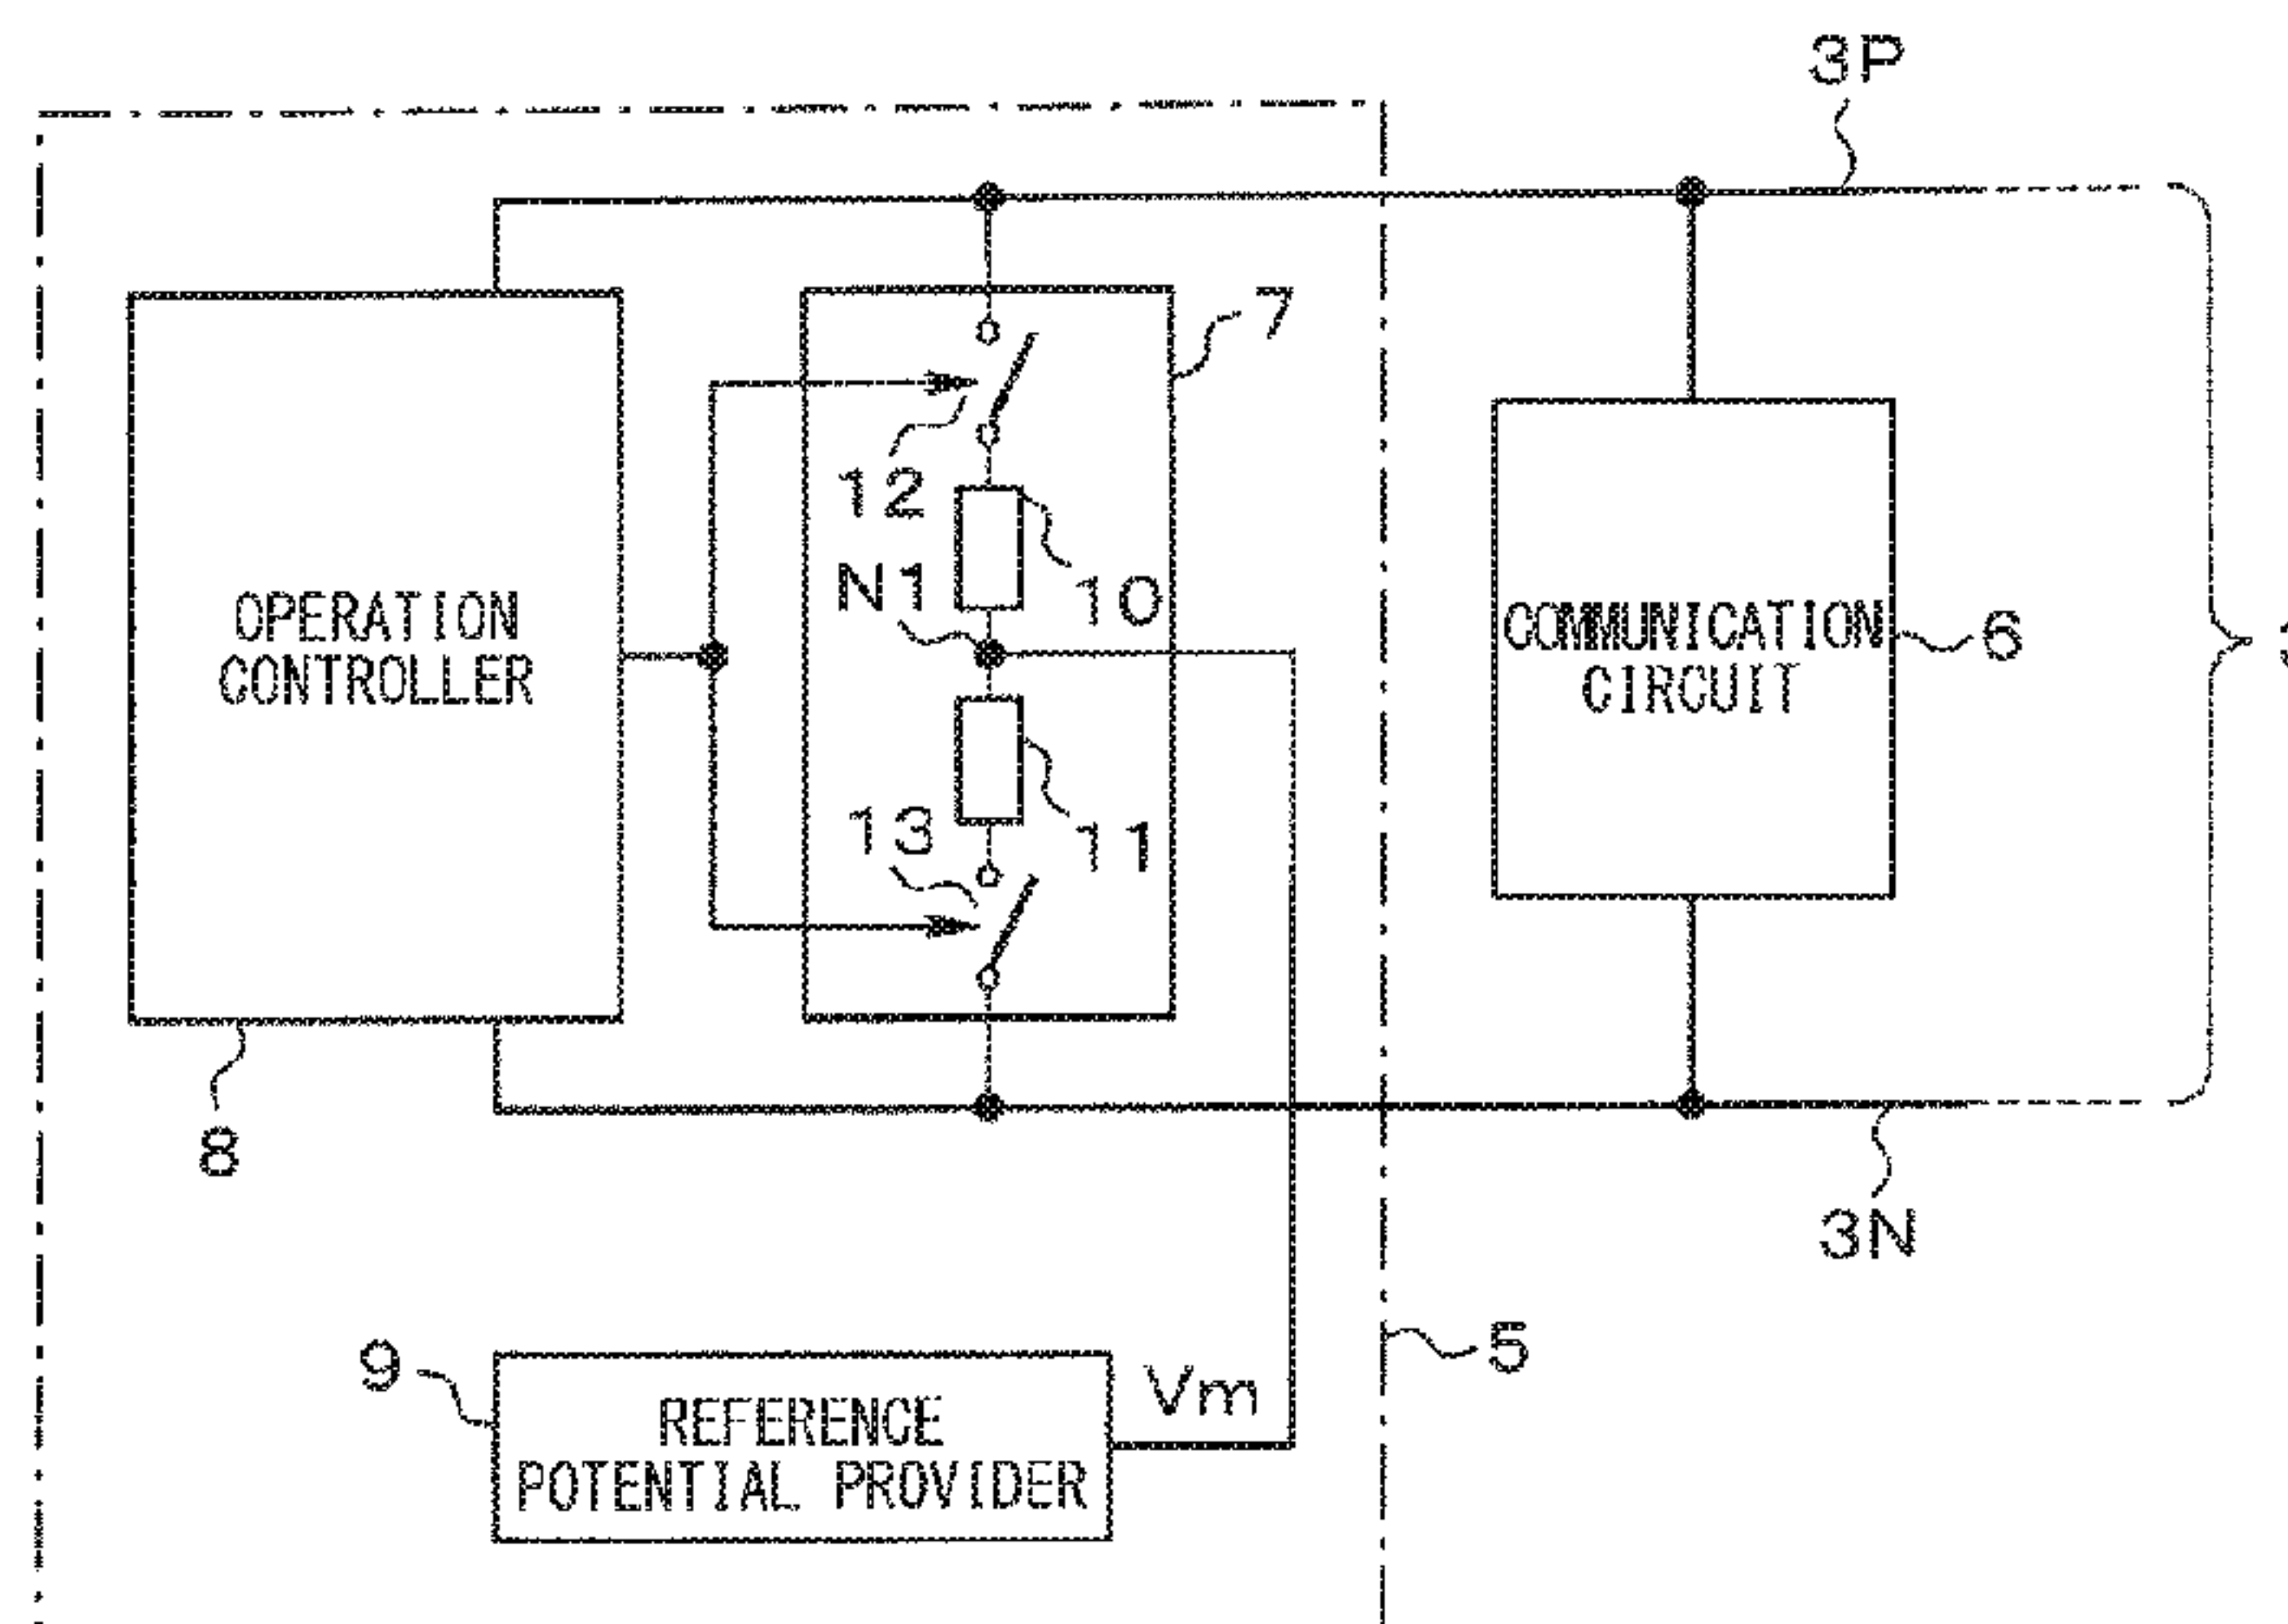 3P
7
12
10
N1
OPERATION
CONTROLLER
COMMUNICATION
CIRCUIT
6
13
11
8
3N
5
9
Vm
REFERENCE
POTENTIAL PROVIDER